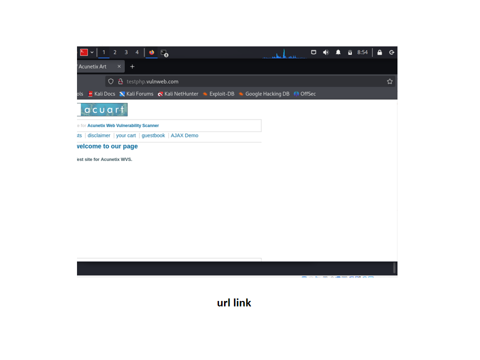 1 2 3 4 8:54
Acunetix Art × +
testphp.vulnweb.com
Kali Docs Kali Forums Kali NetHunter Exploit-DB Google Hacking DB OffSec
acuart
Acunetix Web Vulnerability Scanner
disclaimer your cart guestbook AJAX Demo
welcome to our page
est site for Acunetix WVS.
url link